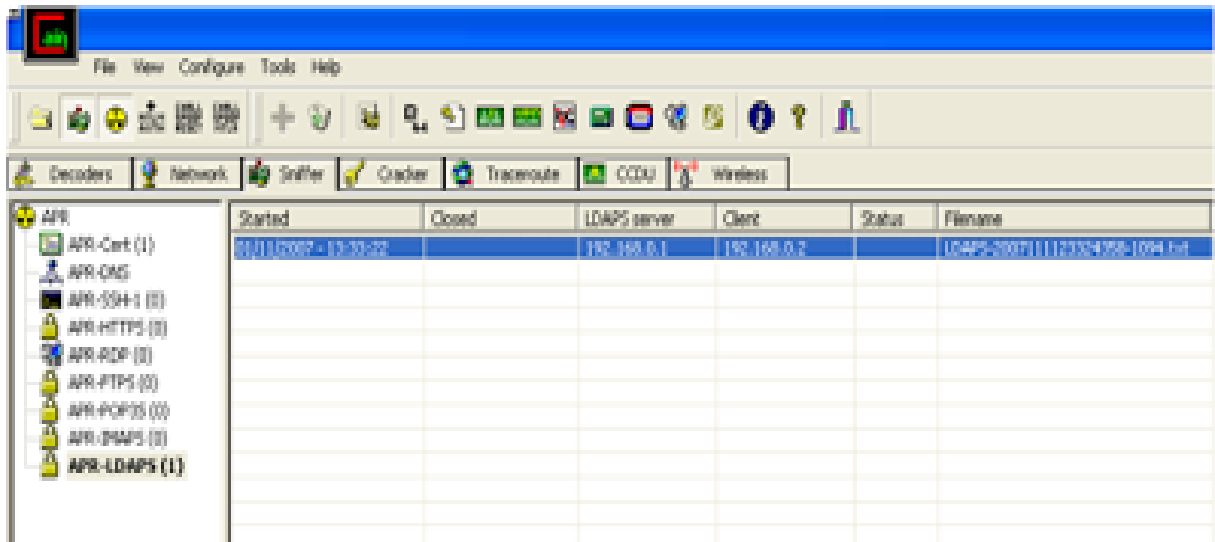 Cain
File View Configure Tools Help
Decoders Network Sniffer Cracker Traceroute CCDU Wireless
APR
APR-Cert (1)
APR-DNS
APR-SSH-1 (0)
APR-HTTPS (0)
APR-RDP (0)
APR-FTPS (0)
APR-POP3S (0)
APR-IMAPS (0)
APR-LDAPS (1)
Started Closed LDAPS server Client Status Filename
192.168.0.1 192.168.0.2